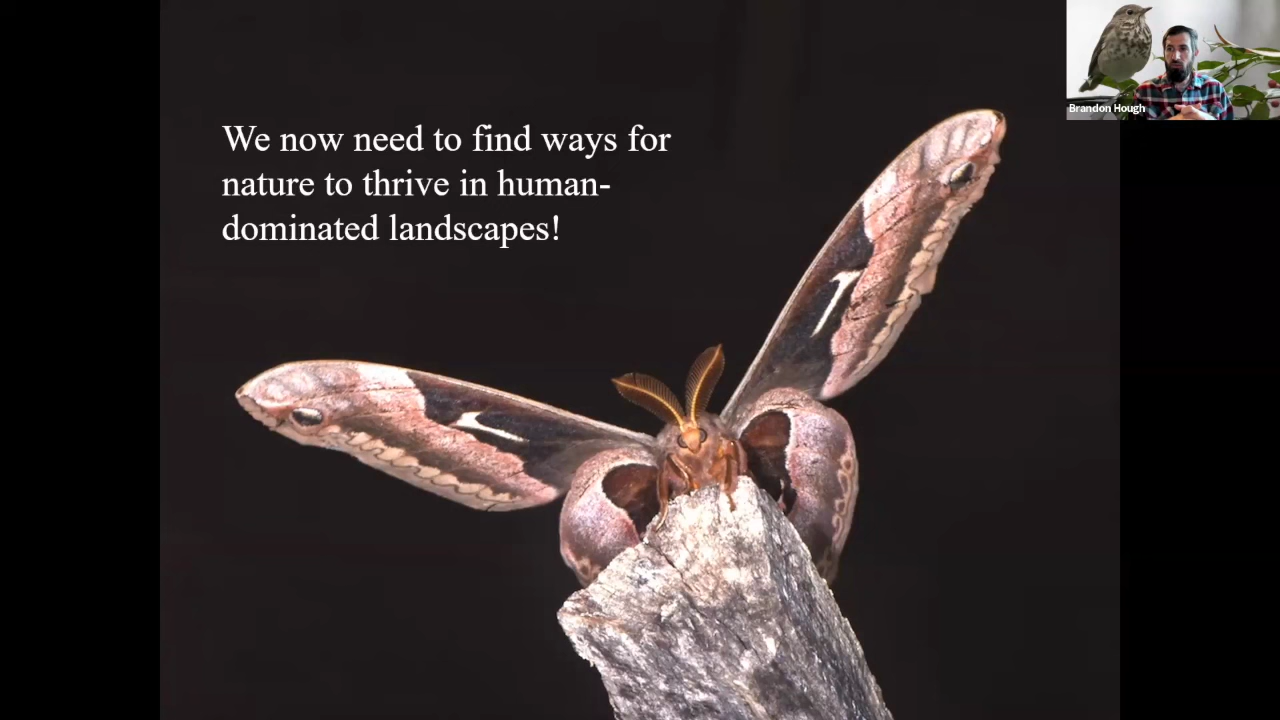 We now need to find ways for
nature to thrive in human-
dominated landscapes!
Brandon Hough